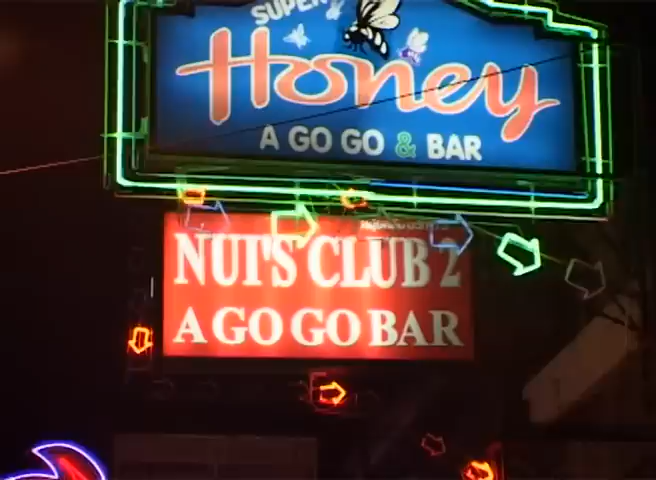 SUPER
Honey
A GO GO & BAR
NUT'S CLUB 2
A GO GO BAR